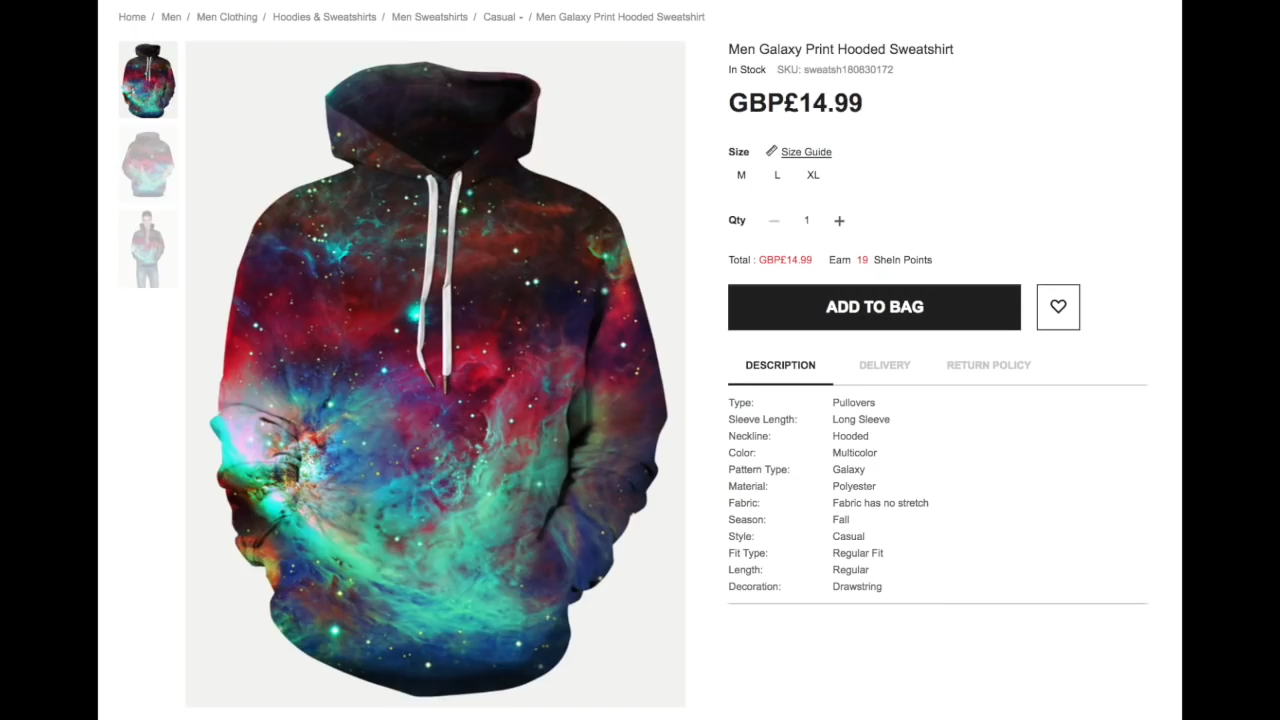 Home / Men / Men Clothing / Hoodies & Sweatshirts / Men Sweatshirts / Casual / Men Galaxy Print Hooded Sweatshirt
Men Galaxy Print Hooded Sweatshirt
In Stock SKU: sweatsh180830172
GBP£14.99
Size Size Guide
M L XL
Qty − 1 +
Total : GBP£14.99 Earn 19 SheIn Points
ADD TO BAG
DESCRIPTION DELIVERY RETURN POLICY
Type: Pullovers
Sleeve Length: Long Sleeve
Neckline: Hooded
Color: Multicolor
Pattern Type: Galaxy
Material: Polyester
Fabric: Fabric has no stretch
Season: Fall
Style: Casual
Fit Type: Regular Fit
Length: Regular
Decoration: Drawstring